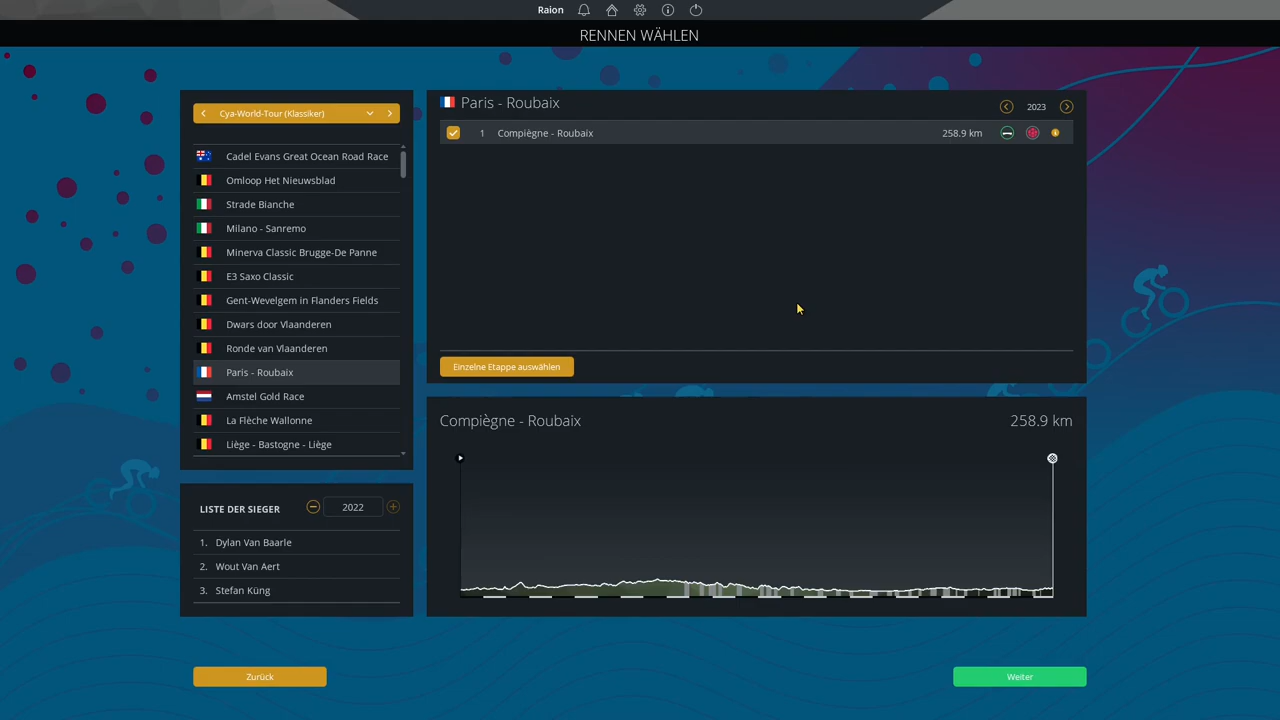 Raion
RENNEN WÄHLEN
Cya-World-Tour (Klassiker)
Cadel Evans Great Ocean Road Race
Omloop Het Nieuwsblad
Strade Bianche
Milano - Sanremo
Minerva Classic Brugge-De Panne
E3 Saxo Classic
Gent-Wevelgem in Flanders Fields
Dwars door Vlaanderen
Ronde van Vlaanderen
Paris - Roubaix
Amstel Gold Race
La Flèche Wallonne
Liège - Bastogne - Liège
LISTE DER SIEGER 2022
1. Dylan Van Baarle
2. Wout Van Aert
3. Stefan Küng
Paris - Roubaix 2023
1 Compiègne - Roubaix 258.9 km
Einzelne Etappe auswählen
Compiègne - Roubaix 258.9 km
Zurück
Weiter